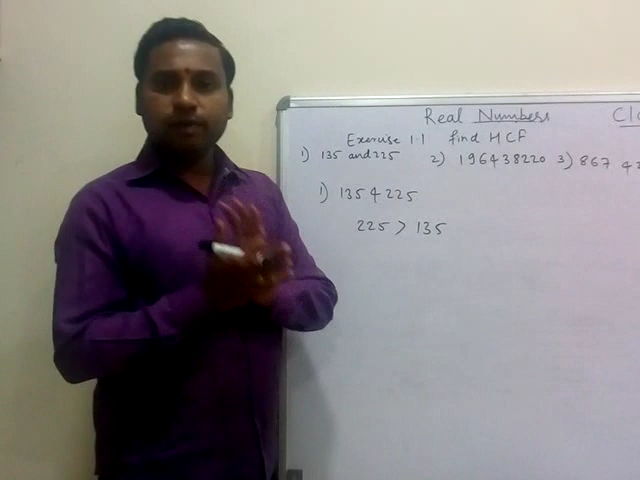 Real Numbers Cla
Exercise 1.1 find HCF
1) 135 and 225 2) 196 & 38220 3) 867 &
1) 135 & 225
225 > 135